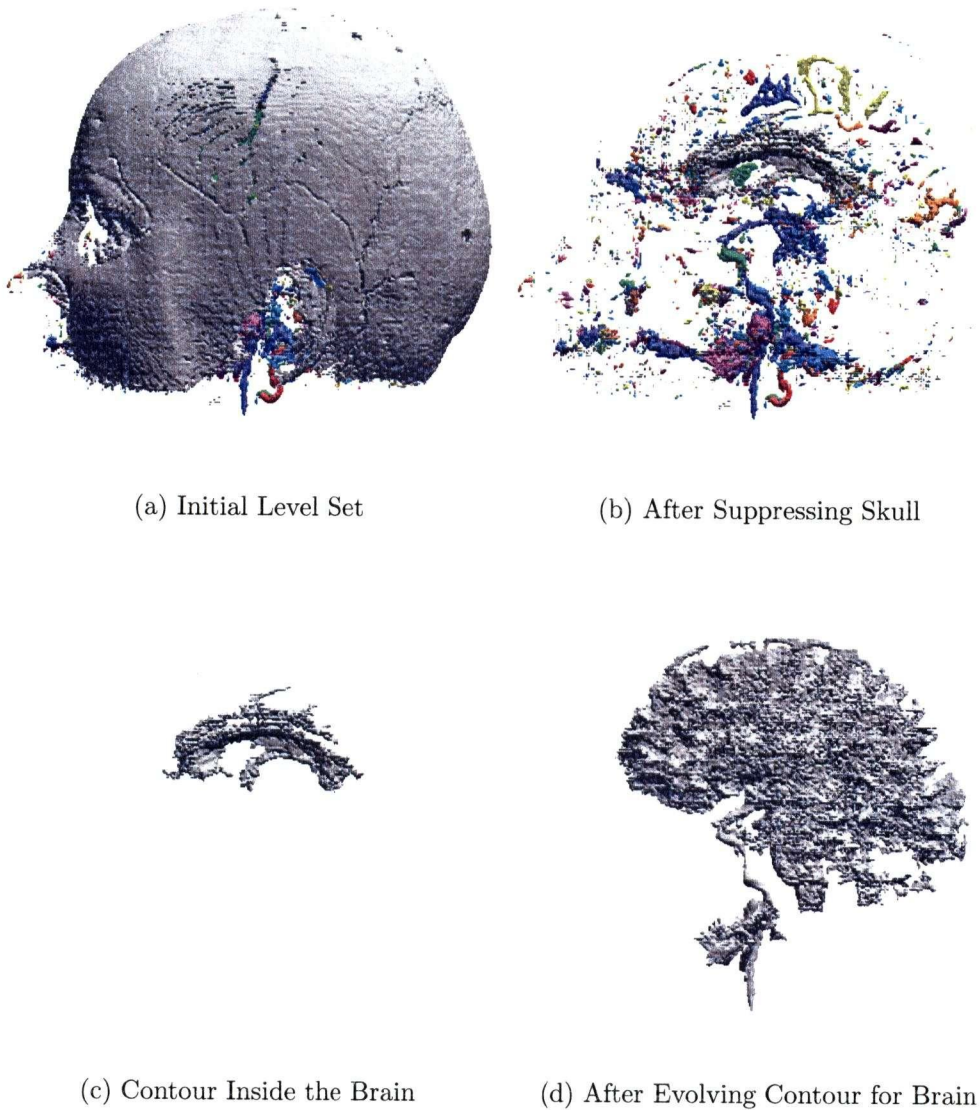 (a) Initial Level Set
(b) After Suppressing Skull
(c) Contour Inside the Brain
(d) After Evolving Contour for Brain